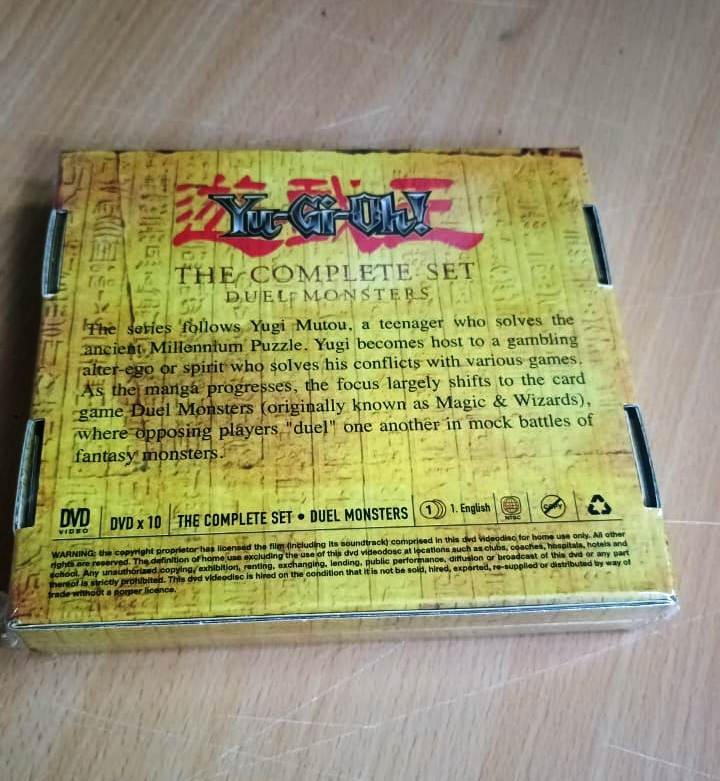 遊戯王
Yu-Gi-Oh!
THE COMPLETE SET
DUEL MONSTERS
The series follows Yugi Mutou, a teenager who solves the
ancient Millennium Puzzle. Yugi becomes host to a gambling
alter-ego or spirit who solves his conflicts with various games.
As the manga progresses, the focus largely shifts to the card
game Duel Monsters (originally known as Magic & Wizards),
where opposing players "duel" one another in mock battles of
fantasy monsters.
DVD VIDEO DVD x 10 THE COMPLETE SET • DUEL MONSTERS 1 1. English NTSC COPY
WARNING: the copyright proprietor has licensed the film (including its soundtrack) comprised in this dvd videodisc for home use only. All other
rights are reserved. The definition of home use excluding the use of this dvd videodosc at locations such as clubs, coaches, hospitals, hotels and
school. Any unauthorized copying, exhibition, renting, exchanging, lending, public performance, diffusion or broadcast of this dvd or any part
thereof is strictly prohibited. This dvd videodisc is hired on the condition that it is not be sold, hired, exported, re-supplied or distributed by way of
trade without a porper licence.